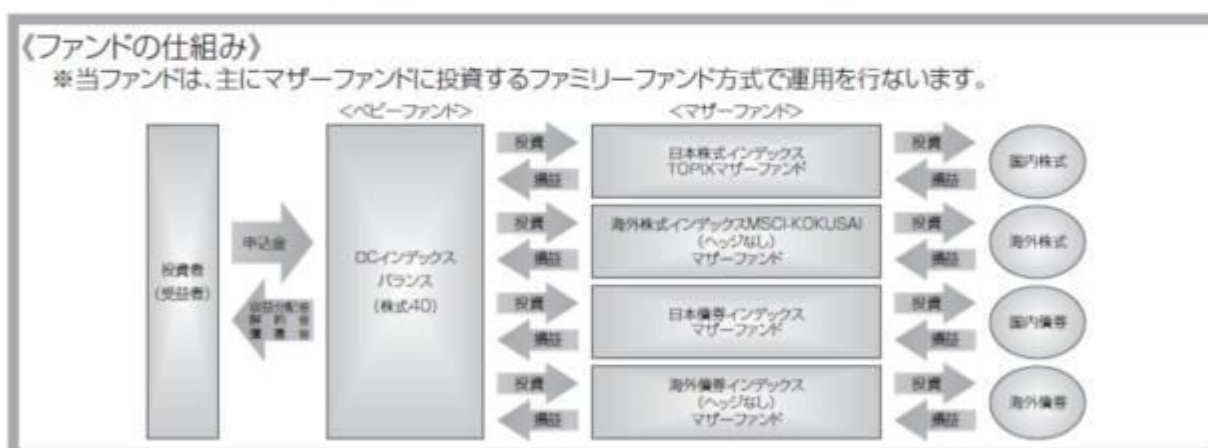 《ファンドの仕組み》
※当ファンドは、主にマザーファンドに投資するファミリーファンド方式で運用を行ないます。
<ベビーファンド>
<マザーファンド>
投資者
(受益者)
申込金
収益分配金
解約金
償還金
DCインデックス
バランス
(株式40)
投資
損益
日本株式インデックス
TOPIXマザーファンド
投資
損益
国内株式
投資
損益
海外株式インデックスMSCI-KOKUSAI
(ヘッジなし)
マザーファンド
投資
損益
海外株式
投資
損益
日本債券インデックス
マザーファンド
投資
損益
国内債券
投資
損益
海外債券インデックス
(ヘッジなし)
マザーファンド
投資
損益
海外債券